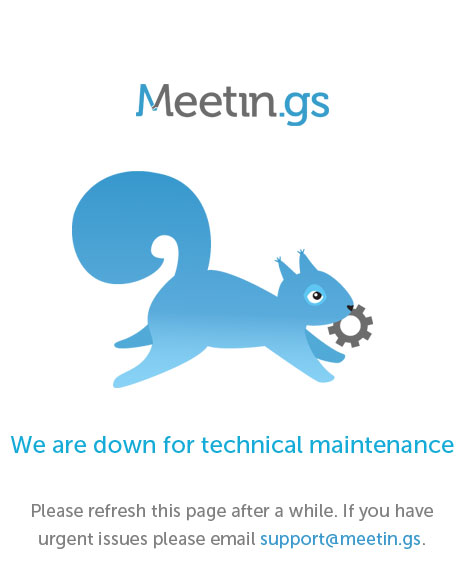 Meetin.gs
We are down for technical maintenance
Please refresh this page after a while. If you have
urgent issues please email support@meetin.gs.